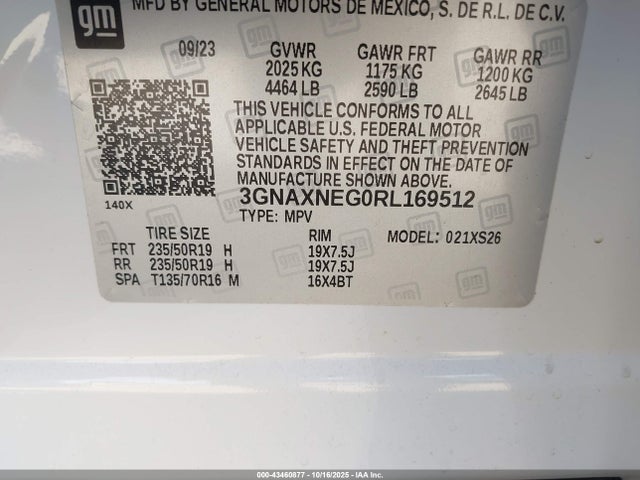 MFD BY GENERAL MOTORS DE MEXICO, S. DE R.L. DE C.V.
gm
09/23 GVWR GAWR FRT GAWR RR
2025 KG 1175 KG 1200 KG
4464 LB 2590 LB 2645 LB
THIS VEHICLE CONFORMS TO ALL
APPLICABLE U.S. FEDERAL MOTOR
VEHICLE SAFETY AND THEFT PREVENTION
STANDARDS IN EFFECT ON THE DATE OF
MANUFACTURE SHOWN ABOVE.
140X 3GNAXNEG0RL169512
TYPE: MPV
TIRE SIZE RIM MODEL: 021XS26
FRT 235/50R19 H 19X7.5J
RR 235/50R19 H 19X7.5J
SPA T135/70R16 M 16X4BT
000-43460877 - 10/16/2025 - IAA Inc.